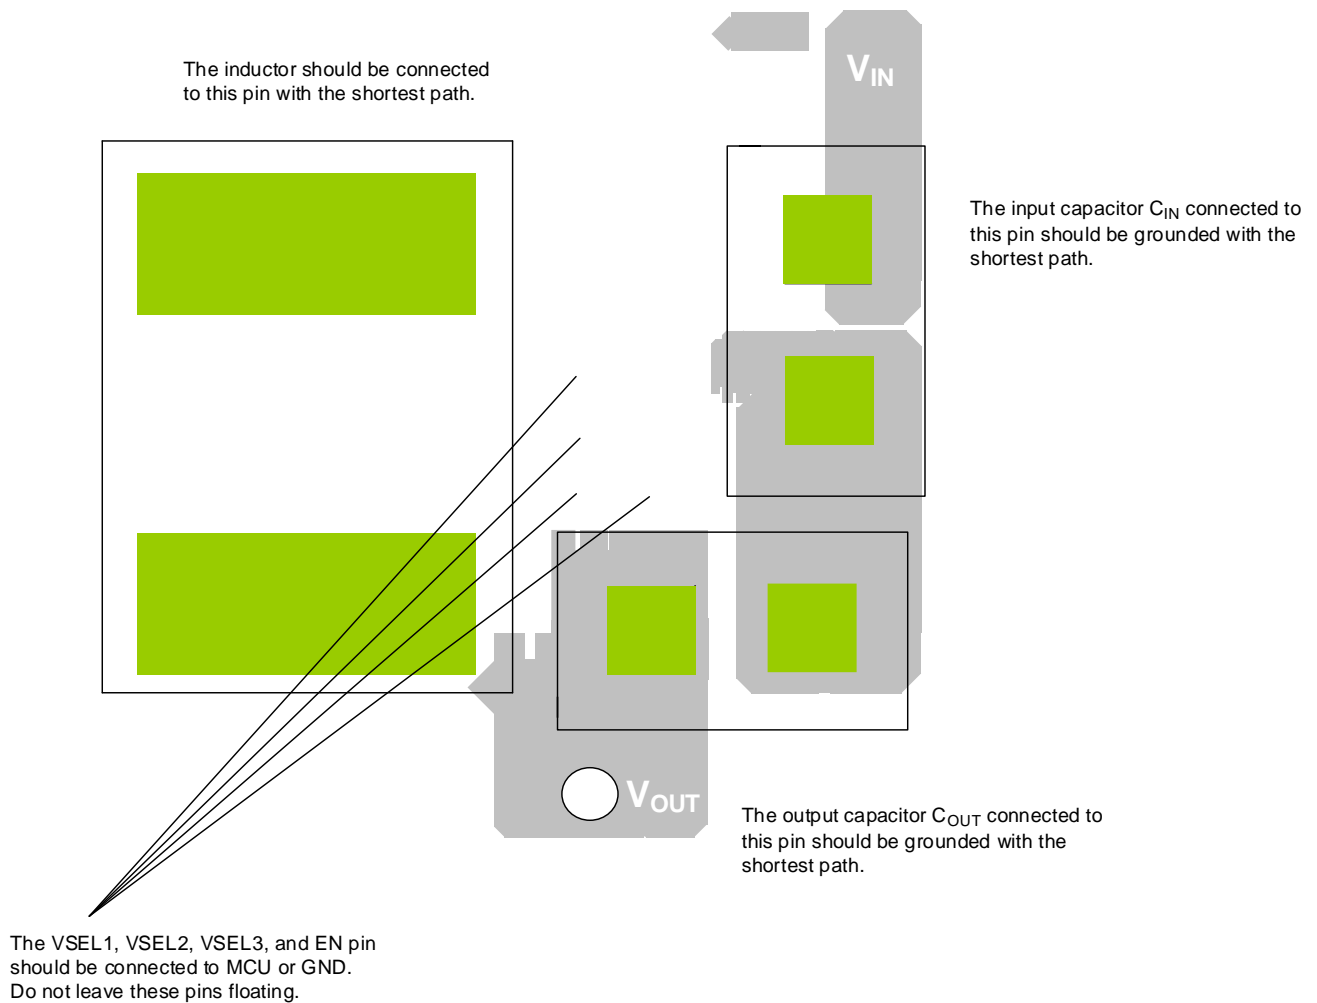 The inductor should be connected
to this pin with the shortest path.
VIN
The input capacitor CIN connected to
this pin should be grounded with the
shortest path.
VOUT
The output capacitor COUT connected to
this pin should be grounded with the
shortest path.
The VSEL1, VSEL2, VSEL3, and EN pin
should be connected to MCU or GND.
Do not leave these pins floating.